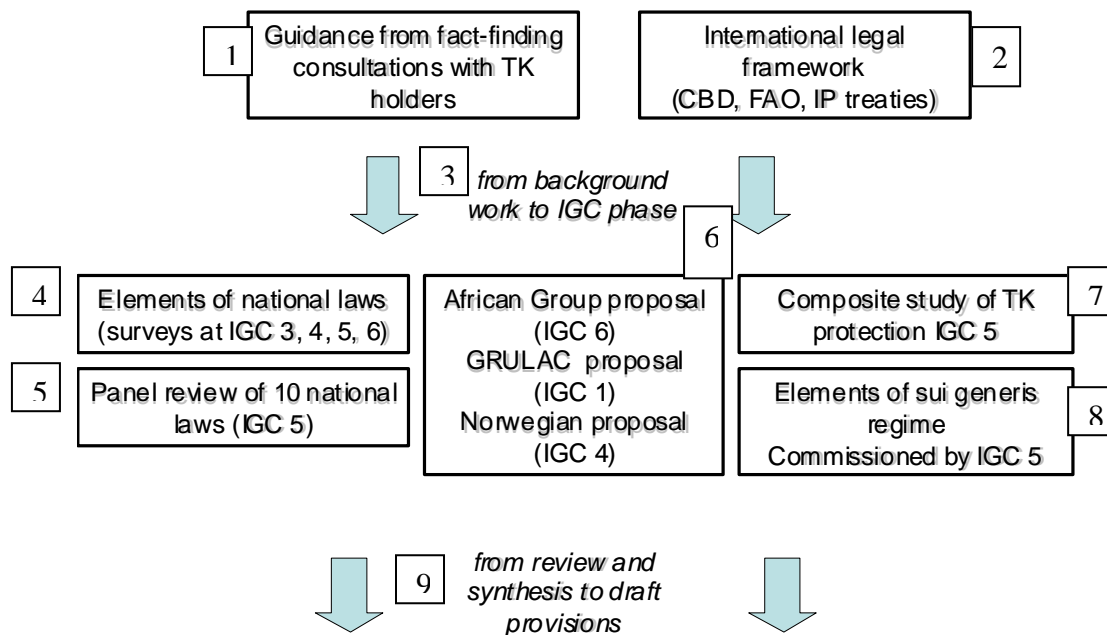 1
Guidance from fact-finding
consultations with TK
holders
International legal
framework
(CBD, FAO, IP treaties)
2
3
from background
work to IGC phase
4
Elements of national laws
(surveys at IGC 3, 4, 5, 6)
5
Panel review of 10 national
laws (IGC 5)
6
African Group proposal
(IGC 6)
GRULAC proposal
(IGC 1)
Norwegian proposal
(IGC 4)
Composite study of TK
protection IGC 5
7
Elements of sui generis
regime
Commissioned by IGC 5
8
9
from review and
synthesis to draft
provisions